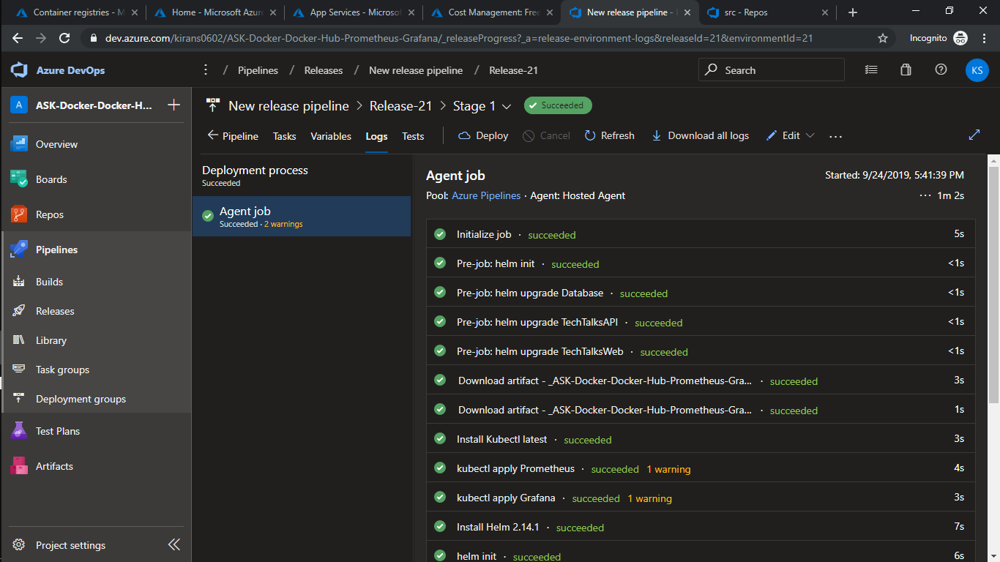 Container registries - M
Home - Microsoft Azur
App Services - Microsof
Cost Management: Free
New release pipeline -
src - Repos
dev.azure.com/kirans0602/ASK-Docker-Docker-Hub-Prometheus-Grafana/_releaseProgress?_a=release-environment-logs&releaseId=21&environmentId=21
Incognito
Azure DevOps
/ Pipelines / Releases / New release pipeline / Release-21
Search
KS
A ASK-Docker-Docker-H...
Overview
Boards
Repos
Pipelines
Builds
Releases
Library
Task groups
Deployment groups
Test Plans
Artifacts
Project settings
New release pipeline > Release-21 > Stage 1
Succeeded
Pipeline Tasks Variables Logs Tests
Deploy Cancel Refresh Download all logs Edit ...
Deployment process
Succeeded
Agent job
Succeeded · 2 warnings
Agent job
Started: 9/24/2019, 5:41:39 PM
Pool: Azure Pipelines · Agent: Hosted Agent
··· 1m 2s
Initialize job · succeeded 5s
Pre-job: helm init · succeeded <1s
Pre-job: helm upgrade Database · succeeded <1s
Pre-job: helm upgrade TechTalksAPI · succeeded <1s
Pre-job: helm upgrade TechTalksWeb · succeeded <1s
Download artifact - _ASK-Docker-Docker-Hub-Prometheus-Gra... · succeeded 3s
Download artifact - _ASK-Docker-Docker-Hub-Prometheus-Gra... · succeeded 1s
Install Kubectl latest · succeeded 3s
kubectl apply Prometheus · succeeded 1 warning 4s
kubectl apply Grafana · succeeded 1 warning 3s
Install Helm 2.14.1 · succeeded 7s
helm init · succeeded 6s